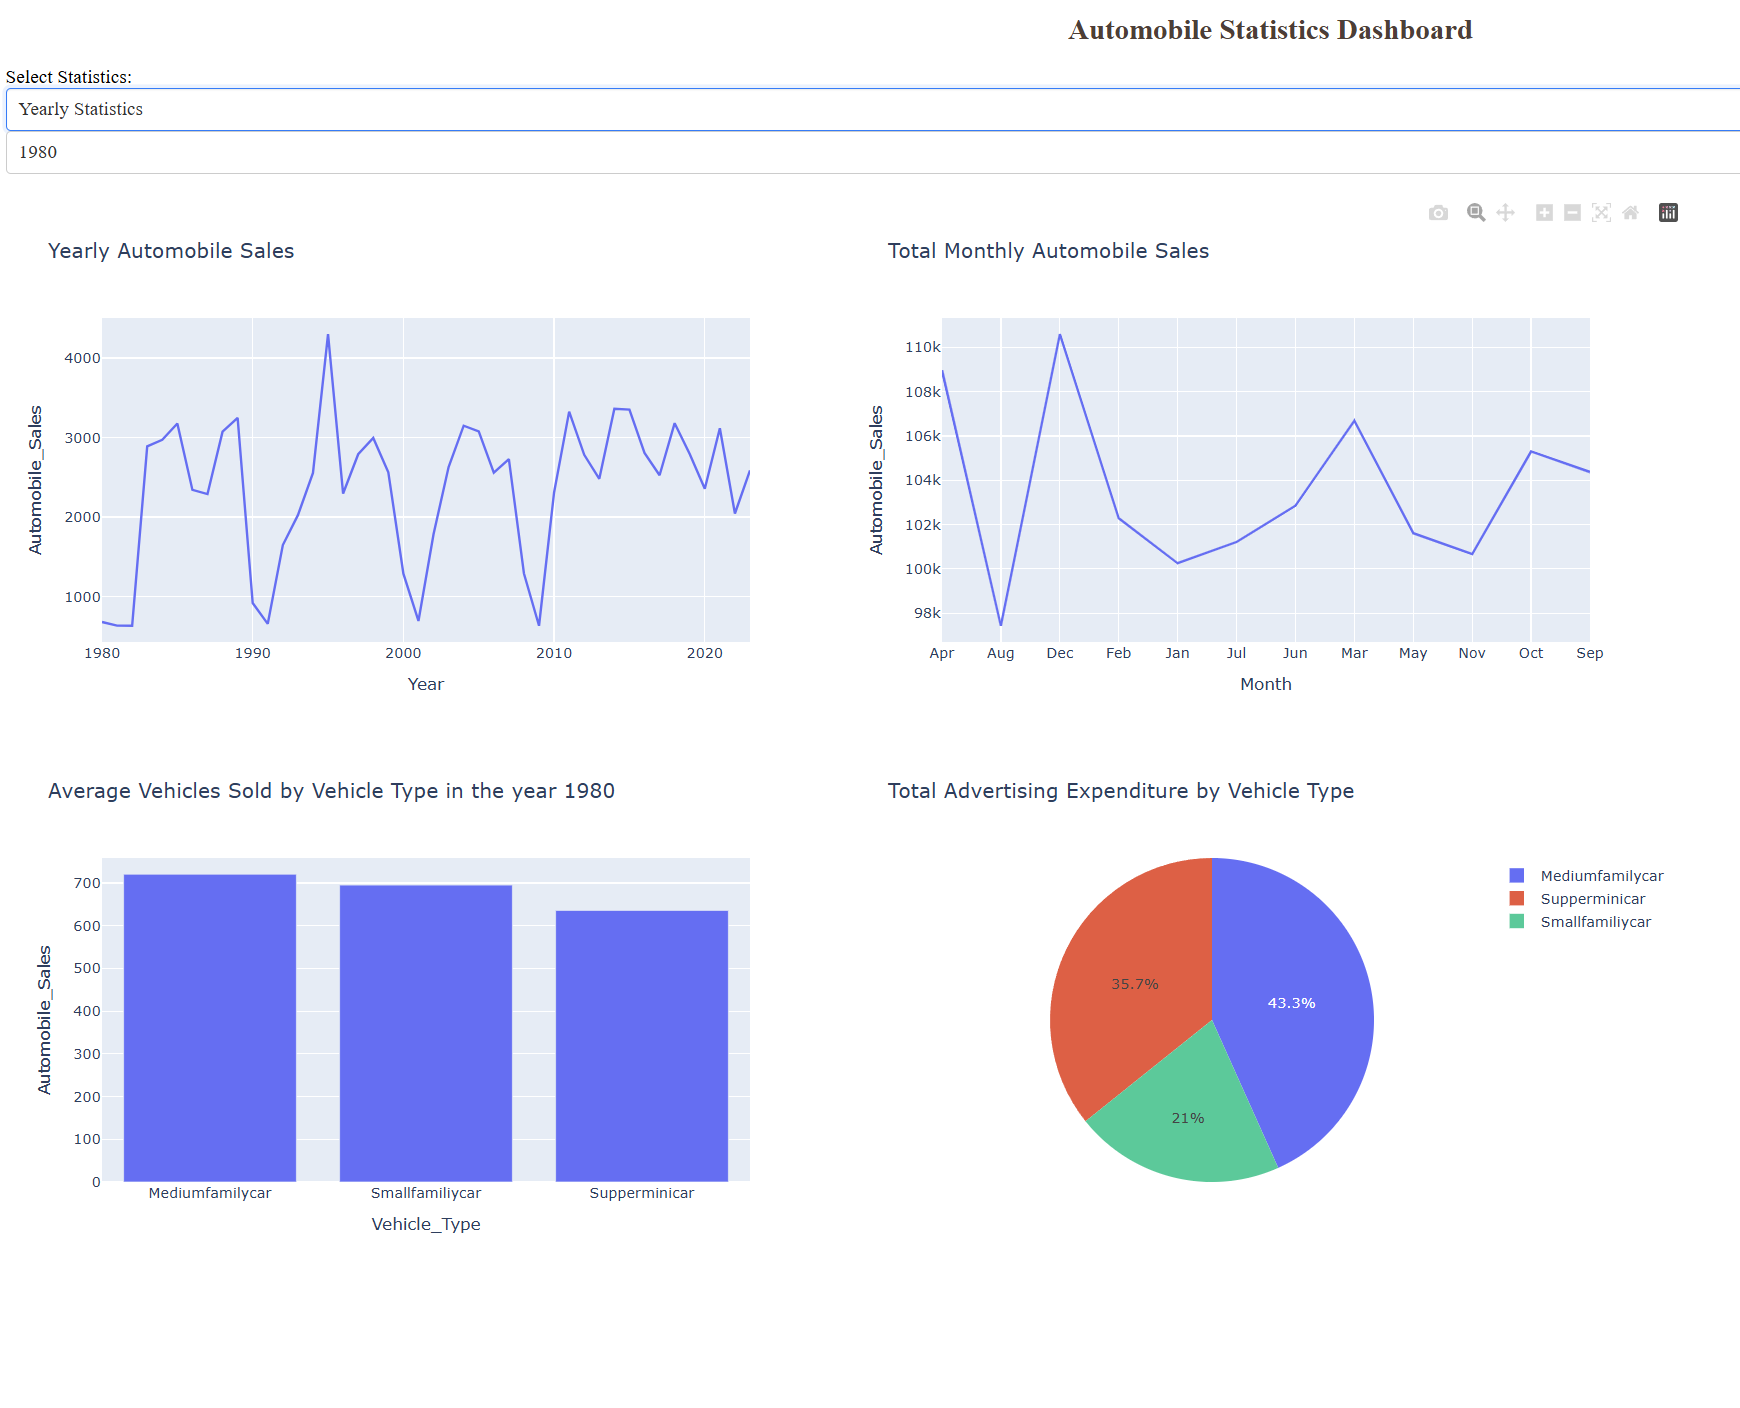 Automobile Statistics Dashboard
Select Statistics:
Yearly Statistics
1980
Yearly Automobile Sales
Automobile_Sales
4000
3000
2000
1000
1980 1990 2000 2010 2020
Year
Total Monthly Automobile Sales
Automobile_Sales
110k
108k
106k
104k
102k
100k
98k
Apr Aug Dec Feb Jan Jul Jun Mar May Nov Oct Sep
Month
Average Vehicles Sold by Vehicle Type in the year 1980
Automobile_Sales
700
600
500
400
300
200
100
0
Mediumfamilycar Smallfamiliycar Supperminicar
Vehicle_Type
Total Advertising Expenditure by Vehicle Type
35.7%
43.3%
21%
Mediumfamilycar
Supperminicar
Smallfamiliycar